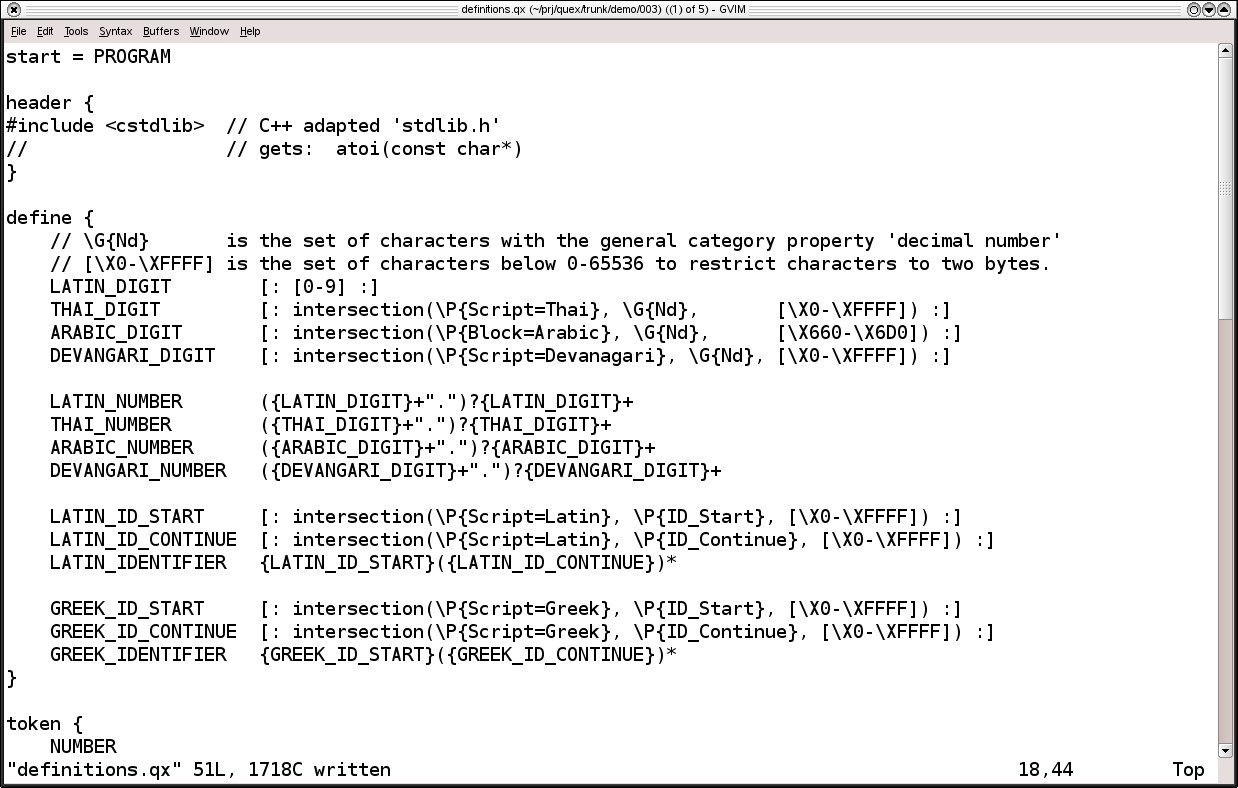 definitions.qx (~/prj/quex/trunk/demo/003) ((1) of 5) - GVIM
File Edit Tools Syntax Buffers Window Help
start = PROGRAM

header {
#include <cstdlib>  // C++ adapted 'stdlib.h'
//                  // gets:  atoi(const char*)
}

define {
    // \G{Nd}       is the set of characters with the general category property 'decimal number'
    // [\X0-\XFFFF] is the set of characters below 0-65536 to restrict characters to two bytes.
    LATIN_DIGIT        [: [0-9] :]
    THAI_DIGIT         [: intersection(\P{Script=Thai}, \G{Nd},       [\X0-\XFFFF]) :]
    ARABIC_DIGIT       [: intersection(\P{Block=Arabic}, \G{Nd},      [\X660-\X6D0]) :]
    DEVANGARI_DIGIT    [: intersection(\P{Script=Devanagari}, \G{Nd}, [\X0-\XFFFF]) :]

    LATIN_NUMBER       ({LATIN_DIGIT}+".")?{LATIN_DIGIT}+
    THAI_NUMBER        ({THAI_DIGIT}+".")?{THAI_DIGIT}+
    ARABIC_NUMBER      ({ARABIC_DIGIT}+".")?{ARABIC_DIGIT}+
    DEVANGARI_NUMBER   ({DEVANGARI_DIGIT}+".")?{DEVANGARI_DIGIT}+

    LATIN_ID_START     [: intersection(\P{Script=Latin}, \P{ID_Start}, [\X0-\XFFFF]) :]
    LATIN_ID_CONTINUE  [: intersection(\P{Script=Latin}, \P{ID_Continue}, [\X0-\XFFFF]) :]
    LATIN_IDENTIFIER   {LATIN_ID_START}({LATIN_ID_CONTINUE})*

    GREEK_ID_START     [: intersection(\P{Script=Greek}, \P{ID_Start}, [\X0-\XFFFF]) :]
    GREEK_ID_CONTINUE  [: intersection(\P{Script=Greek}, \P{ID_Continue}, [\X0-\XFFFF]) :]
    GREEK_IDENTIFIER   {GREEK_ID_START}({GREEK_ID_CONTINUE})*
}

token {
    NUMBER
"definitions.qx" 51L, 1718C written 18,44 Top